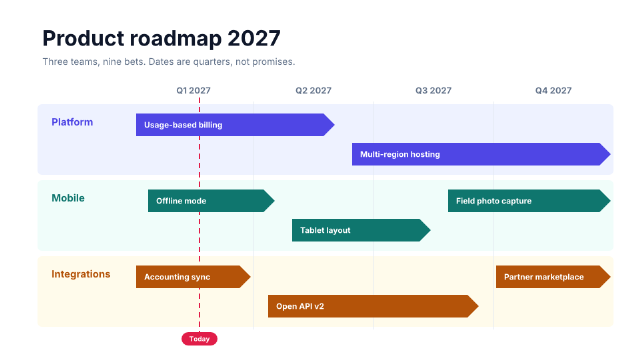 Product roadmap 2027
Three teams, nine bets. Dates are quarters, not promises.
Q1 2027 Q2 2027 Q3 2027 Q4 2027
Platform
Usage-based billing
Multi-region hosting
Mobile
Offline mode
Field photo capture
Tablet layout
Integrations
Accounting sync
Partner marketplace
Open API v2
Today